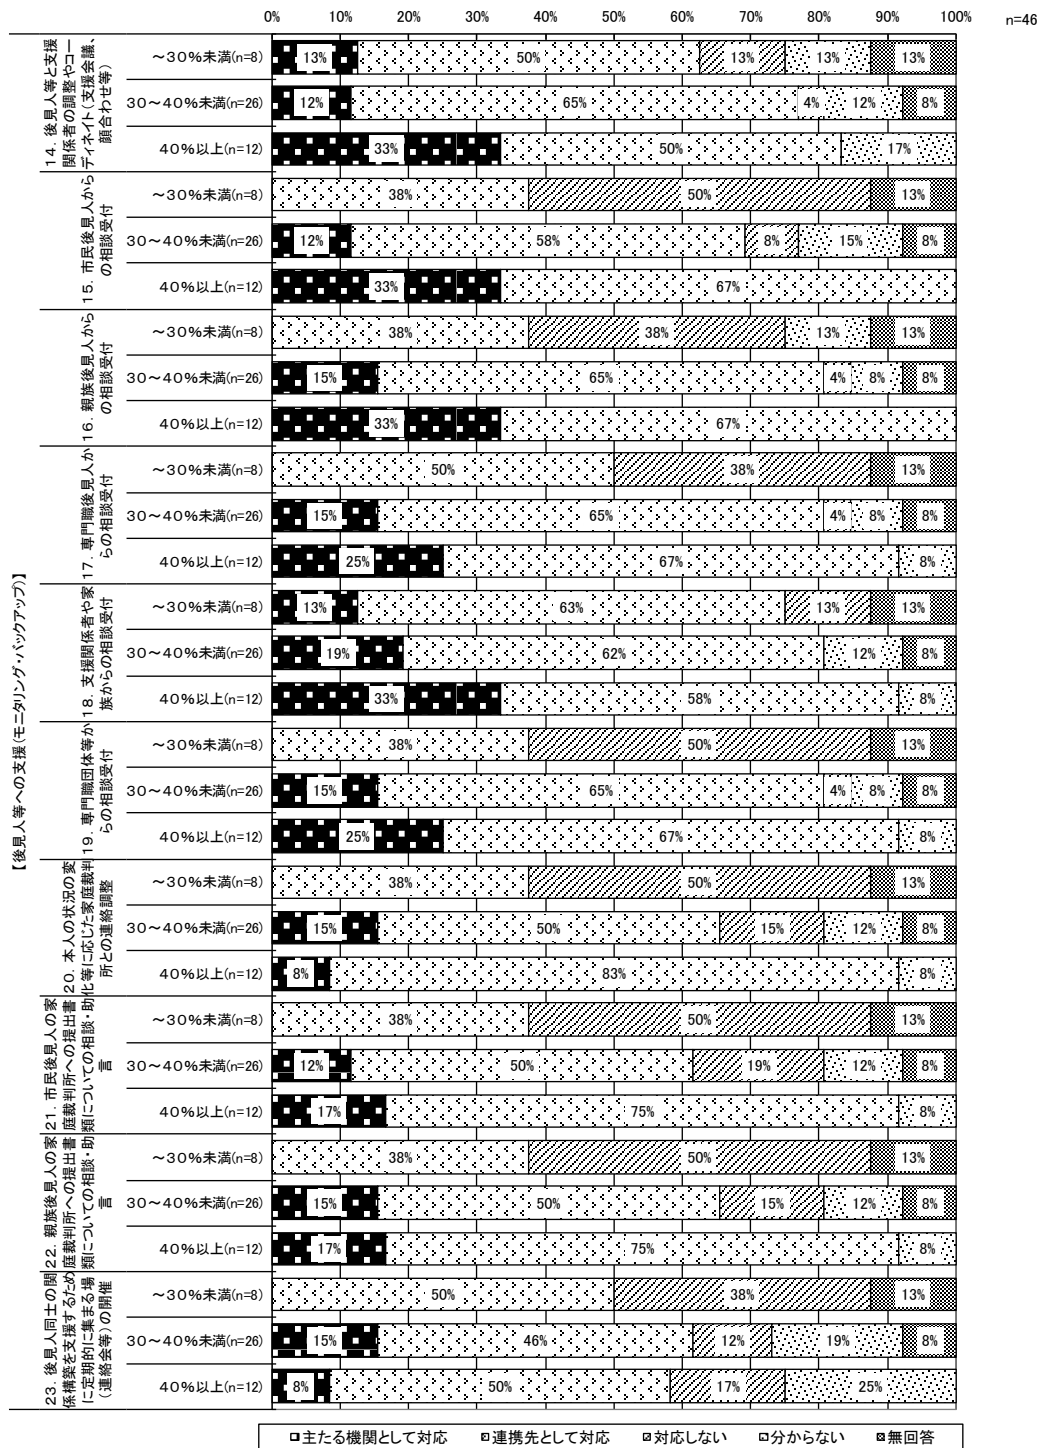 0% 10% 20% 30% 40% 50% 60% 70% 80% 90% 100%
n=46
【後見人等への支援(モニタリング・バックアップ)】
14. 後見人等と支援
関係者の調整やコー
ディネイト(支援会議、
顔合わせ等)
~30%未満(n=8) 13% 50% 13% 13% 13%
30~40%未満(n=26) 12% 65% 4% 12% 8%
40%以上(n=12) 33% 50% 17%
15. 市民後見人から
の相談受付
~30%未満(n=8) 38% 50% 13%
30~40%未満(n=26) 12% 58% 8% 15% 8%
40%以上(n=12) 33% 67%
16. 親族後見人から
の相談受付
~30%未満(n=8) 38% 38% 13% 13%
30~40%未満(n=26) 15% 65% 4% 8% 8%
40%以上(n=12) 33% 67%
17. 専門職後見人か
らの相談受付
~30%未満(n=8) 50% 38% 13%
30~40%未満(n=26) 15% 65% 4% 8% 8%
40%以上(n=12) 25% 67% 8%
18. 支援関係者や家
族からの相談受付
~30%未満(n=8) 13% 63% 13% 13%
30~40%未満(n=26) 19% 62% 12% 8%
40%以上(n=12) 33% 58% 8%
19. 専門職団体等か
らの相談受付
~30%未満(n=8) 38% 50% 13%
30~40%未満(n=26) 15% 65% 4% 8% 8%
40%以上(n=12) 25% 67% 8%
20. 本人の状況の変
化等に応じた家庭裁判
所との連絡調整
~30%未満(n=8) 38% 50% 13%
30~40%未満(n=26) 15% 50% 15% 12% 8%
40%以上(n=12) 8% 83% 8%
21. 市民後見人の家
庭裁判所への提出書
類についての相談・助
言
~30%未満(n=8) 38% 50% 13%
30~40%未満(n=26) 12% 50% 19% 12% 8%
40%以上(n=12) 17% 75% 8%
22. 親族後見人の家
庭裁判所への提出書
類についての相談・助
言
~30%未満(n=8) 38% 50% 13%
30~40%未満(n=26) 15% 50% 15% 12% 8%
40%以上(n=12) 17% 75% 8%
23. 後見人同士の関
係構築を支援するため
に定期的に集まる場
(連絡会等)の開催
~30%未満(n=8) 50% 38% 13%
30~40%未満(n=26) 15% 46% 12% 19% 8%
40%以上(n=12) 8% 50% 17% 25%
主たる機関として対応 連携先として対応 対応しない 分からない 無回答